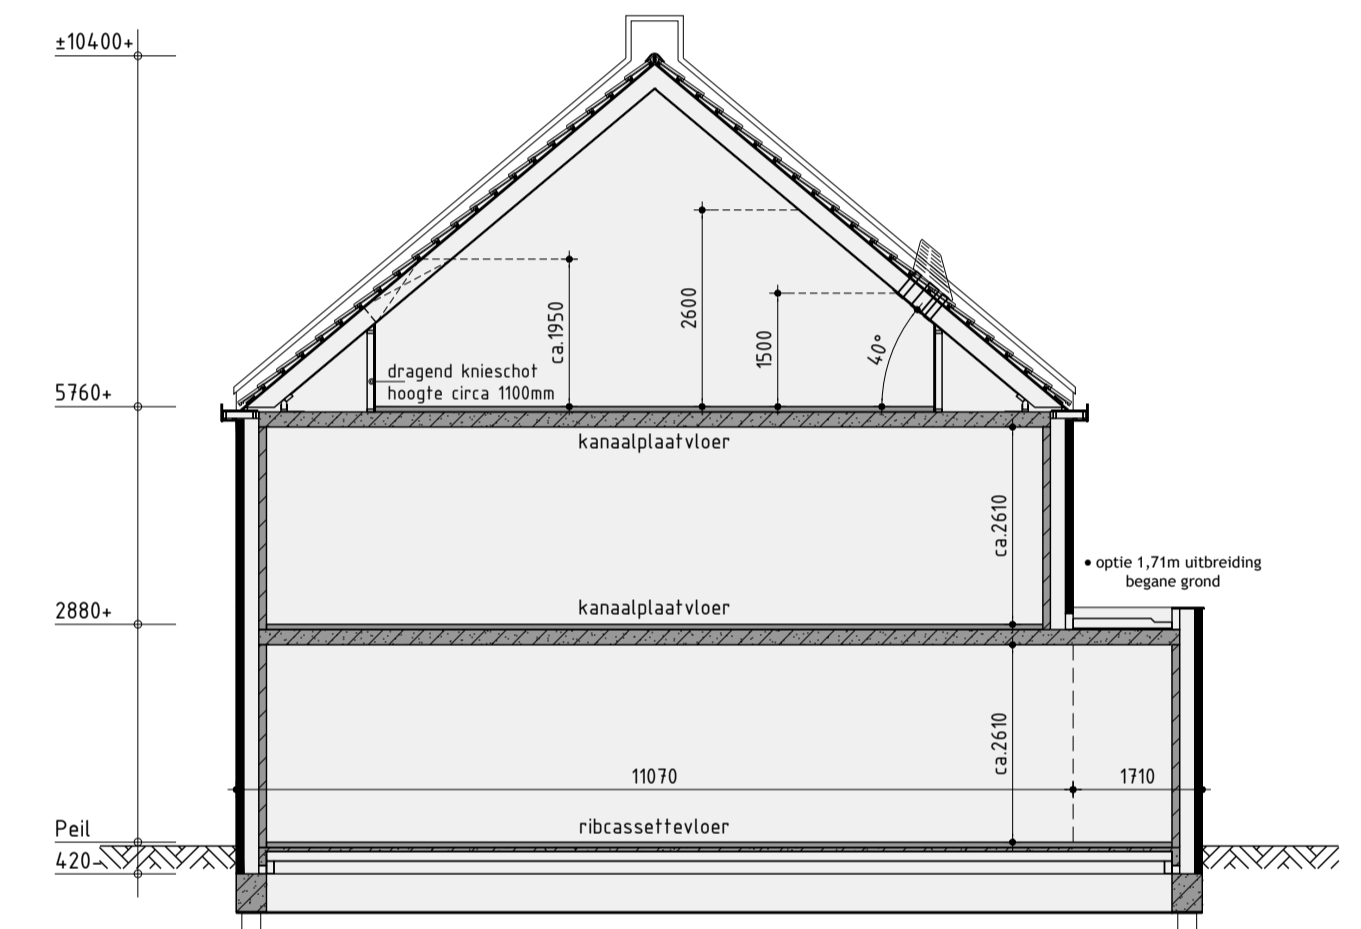 ±10400+
2600
ca.1950
1500
40°
dragend knieschot
hoogte circa 1100mm
5760+
kanaalplaatvloer
ca.2610
• optie 1,71m uitbreiding
begane grond
kanaalplaatvloer
2880+
ca.2610
11070
1710
ribcassettevloer
Peil
420-